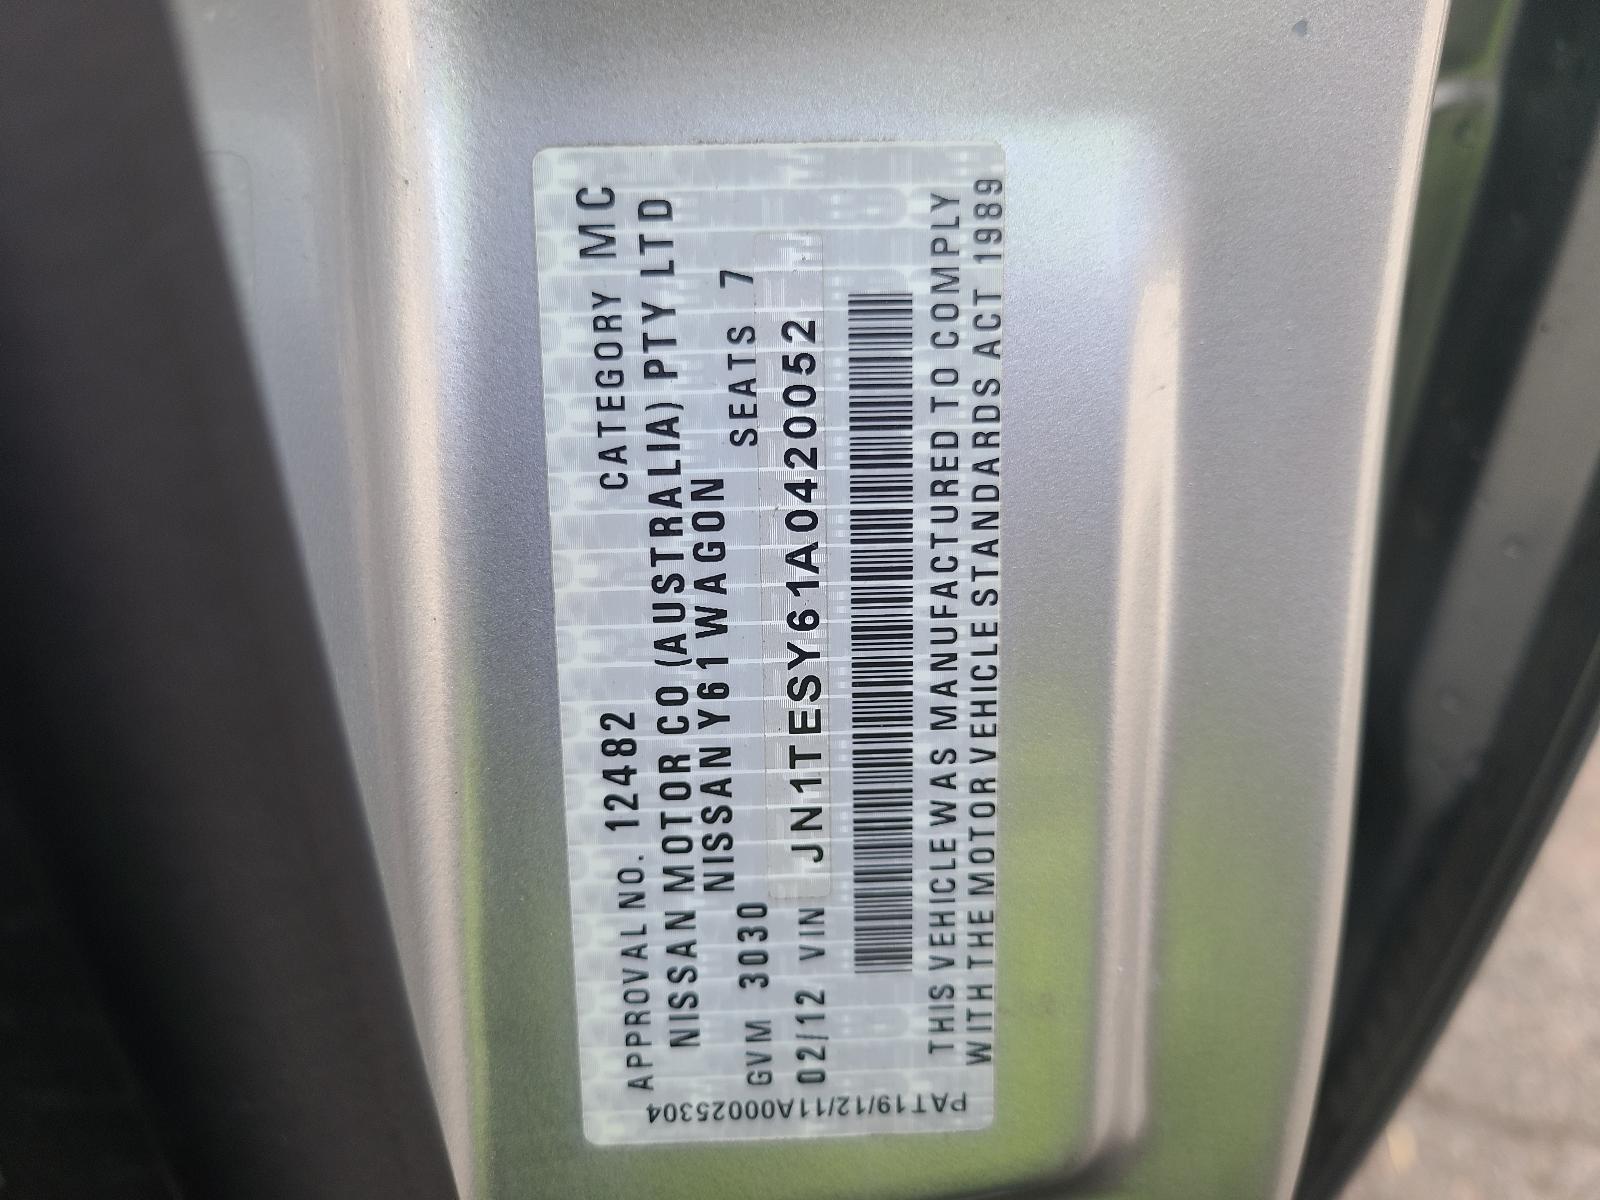 APPROVAL NO. 12482 CATEGORY MC
NISSAN MOTOR CO (AUSTRALIA) PTY LTD
NISSAN Y61 WAGON
GVM 3030 SEATS 7
02/12 VIN JN1TESY61A0420052
THIS VEHICLE WAS MANUFACTURED TO COMPLY
WITH THE MOTOR VEHICLE STANDARDS ACT 1989
PAT19/12/11A00025304